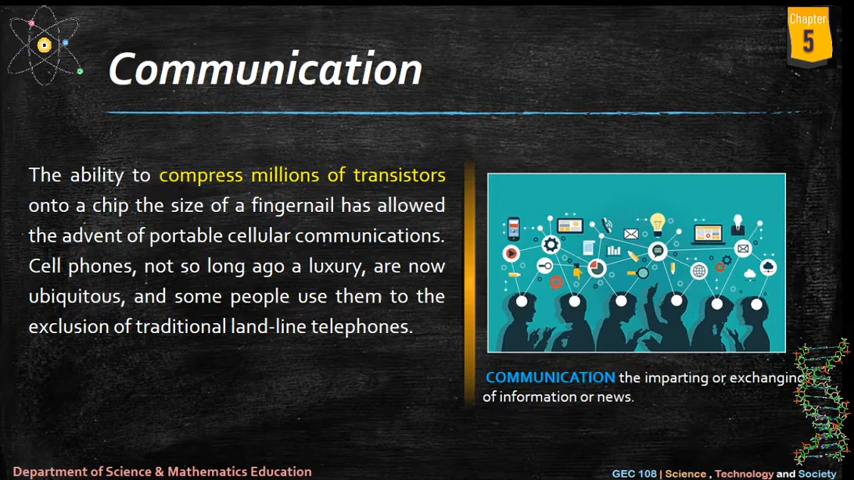 Chapter
5
Communication
The ability to compress millions of transistors
onto a chip the size of a fingernail has allowed
the advent of portable cellular communications.
Cell phones, not so long ago a luxury, are now
ubiquitous, and some people use them to the
exclusion of traditional land-line telephones.
COMMUNICATION the imparting or exchanging
of information or news.
Department of Science & Mathematics Education
GEC 108 | Science , Technology and Society